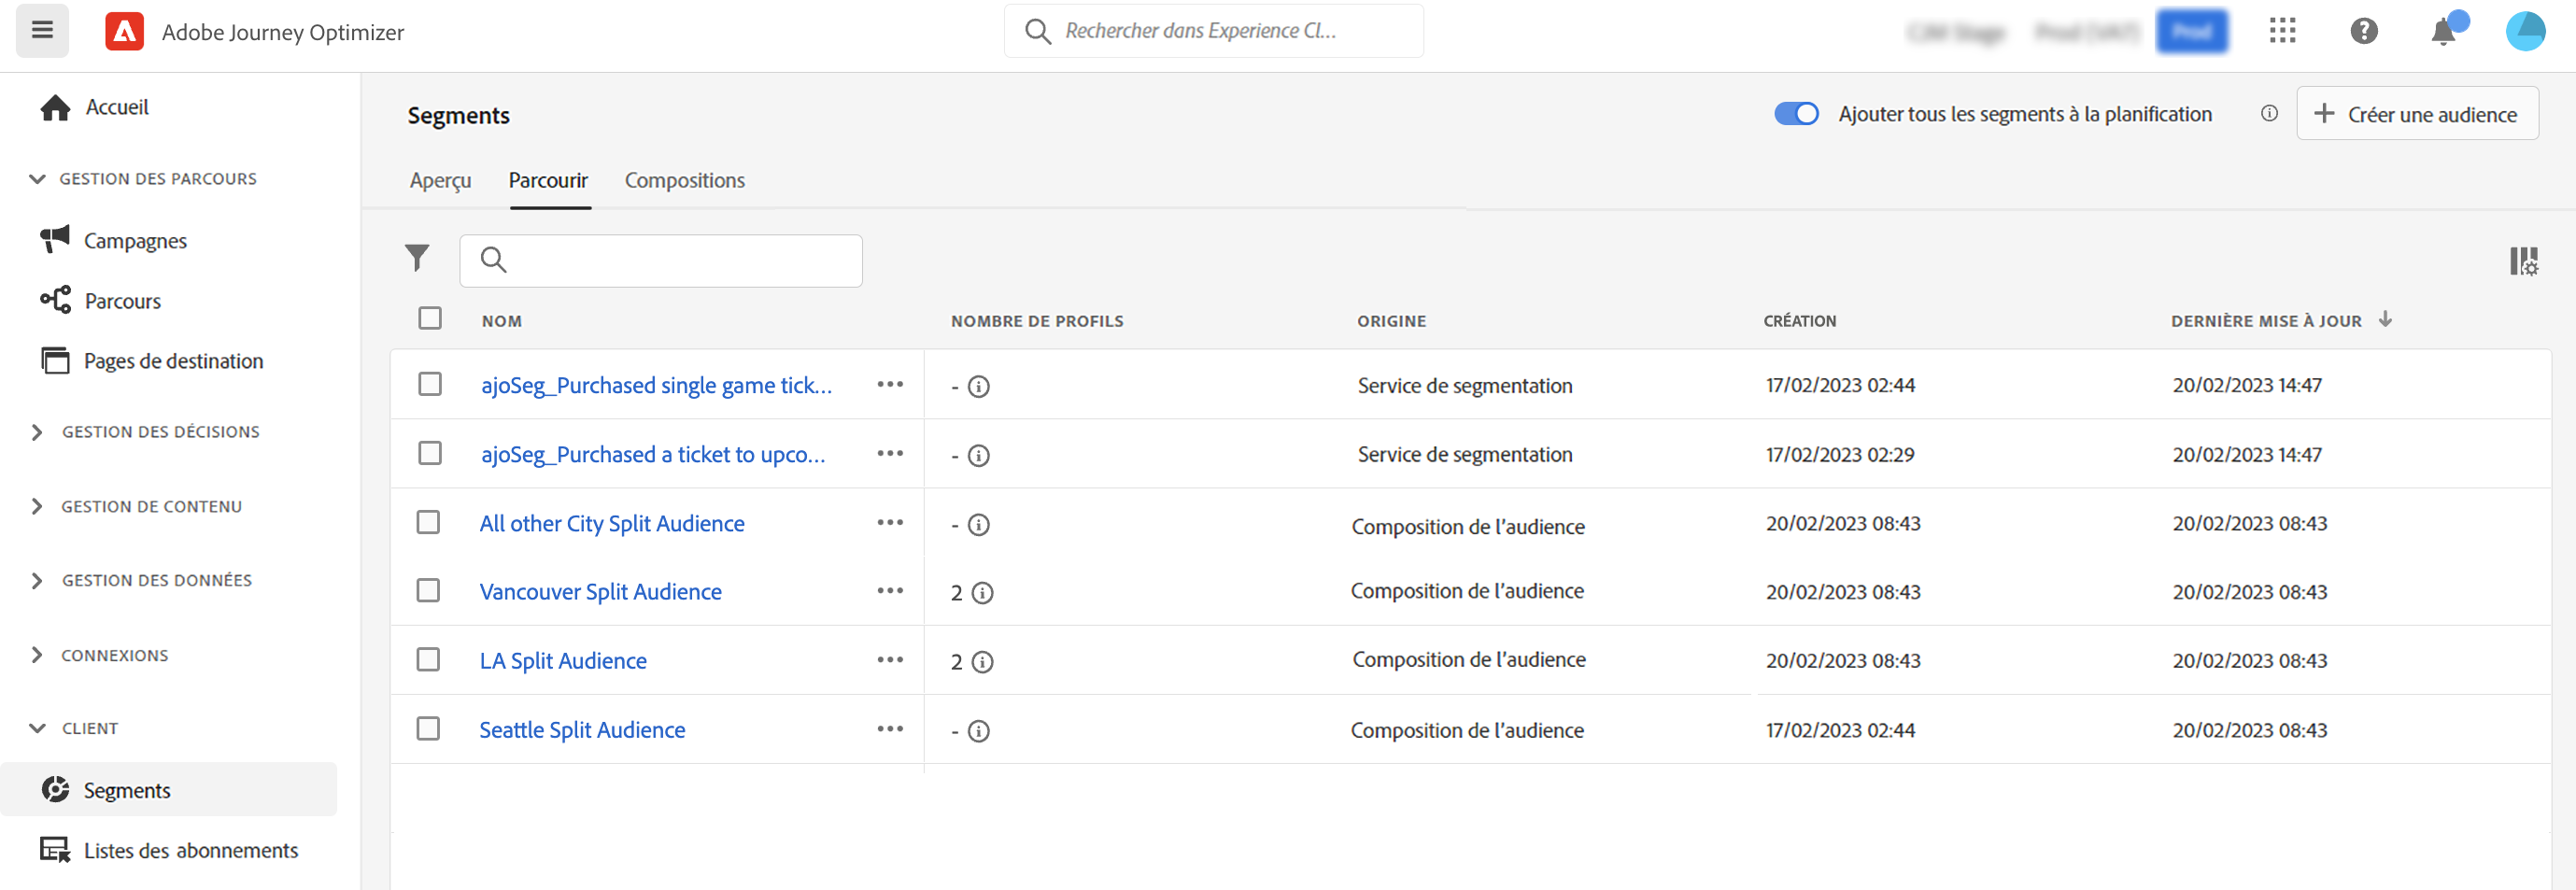 Adobe Journey Optimizer
Rechercher dans Experience Cl...
Prod
Accueil
GESTION DES PARCOURS
Campagnes
Parcours
Pages de destination
GESTION DES DÉCISIONS
GESTION DE CONTENU
GESTION DES DONNÉES
CONNEXIONS
CLIENT
Segments
Listes des abonnements
Segments
Ajouter tous les segments à la planification
Créer une audience
Aperçu Parcourir Compositions
NOM NOMBRE DE PROFILS ORIGINE CRÉATION DERNIÈRE MISE À JOUR
ajoSeg_Purchased single game tick... - Service de segmentation 17/02/2023 02:44 20/02/2023 14:47
ajoSeg_Purchased a ticket to upco... - Service de segmentation 17/02/2023 02:29 20/02/2023 14:47
All other City Split Audience - Composition de l'audience 20/02/2023 08:43 20/02/2023 08:43
Vancouver Split Audience 2 Composition de l'audience 20/02/2023 08:43 20/02/2023 08:43
LA Split Audience 2 Composition de l'audience 20/02/2023 08:43 20/02/2023 08:43
Seattle Split Audience - Composition de l'audience 17/02/2023 02:44 20/02/2023 08:43